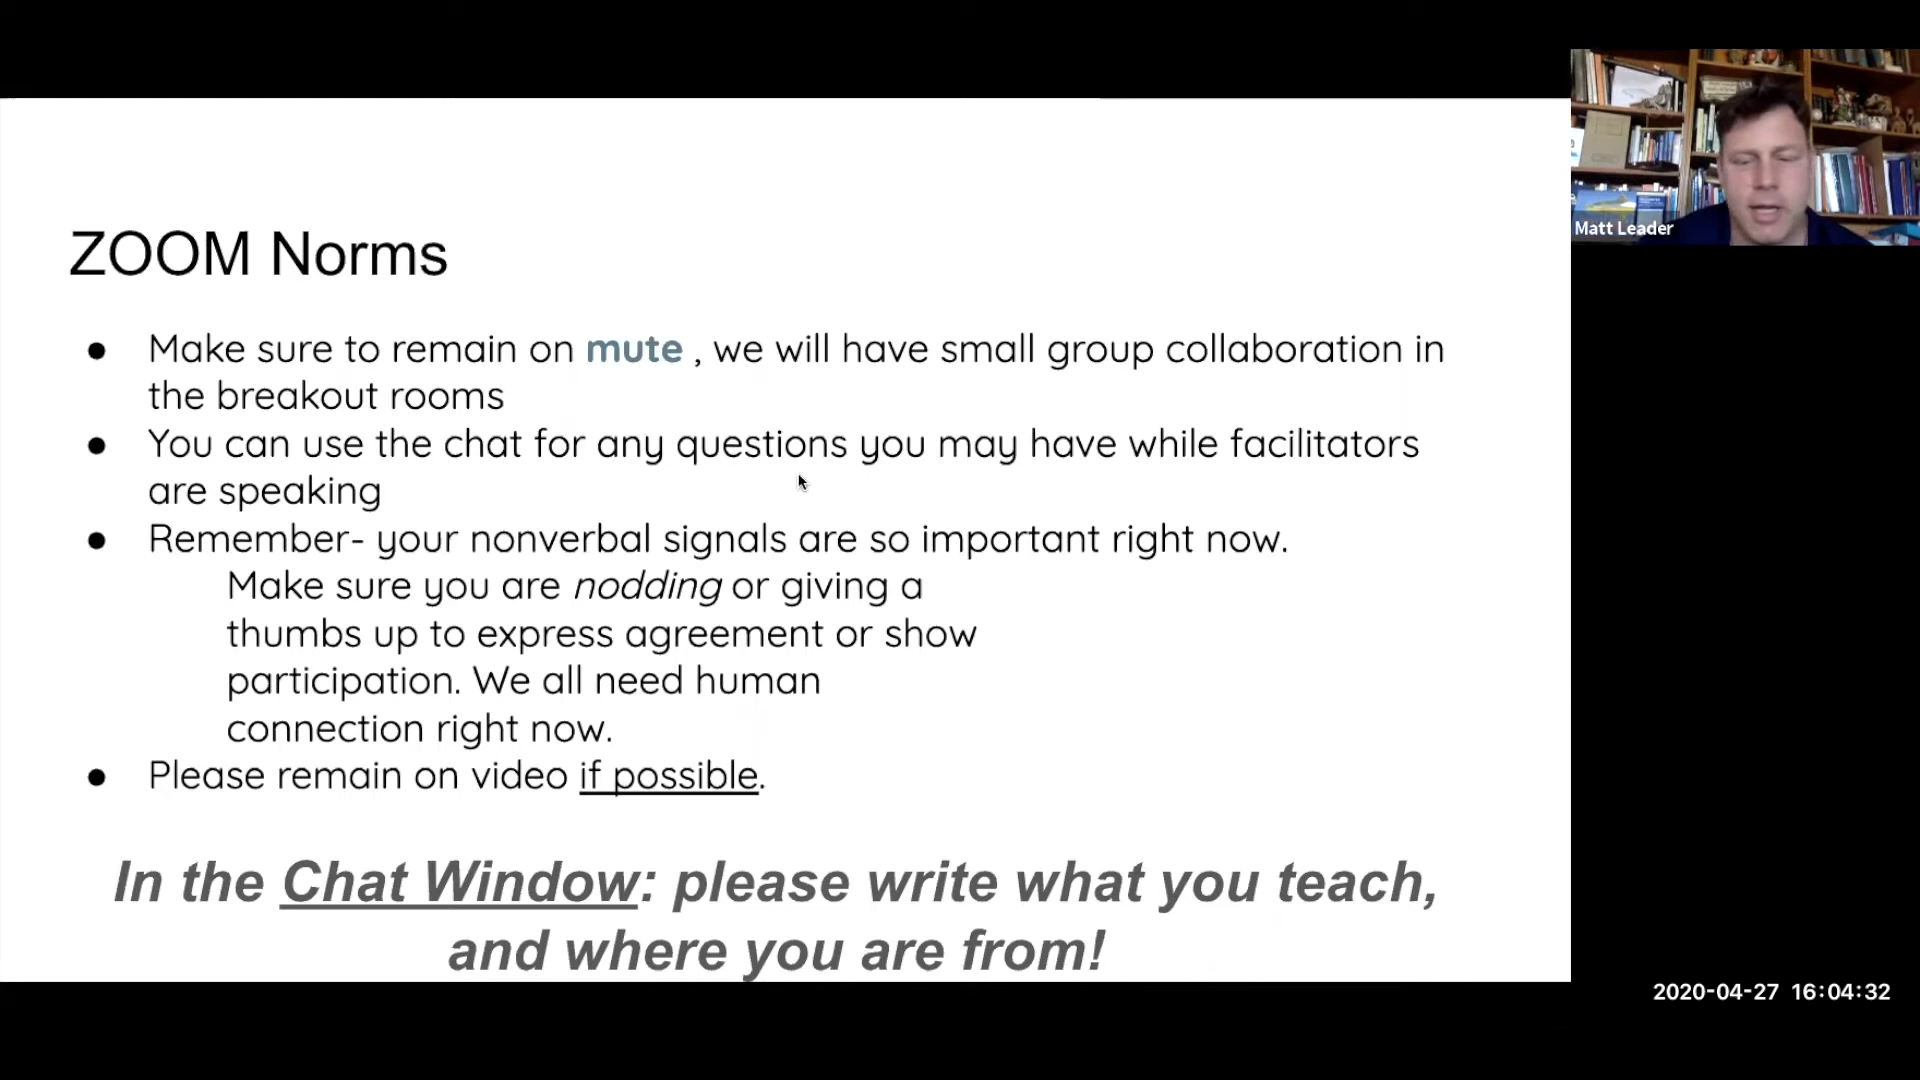 ZOOM Norms
● Make sure to remain on mute , we will have small group collaboration in
the breakout rooms
● You can use the chat for any questions you may have while facilitators
are speaking
● Remember- your nonverbal signals are so important right now.
Make sure you are nodding or giving a
thumbs up to express agreement or show
participation. We all need human
connection right now.
● Please remain on video if possible.
In the Chat Window: please write what you teach,
and where you are from!
Matt Leader
2020-04-27 16:04:32